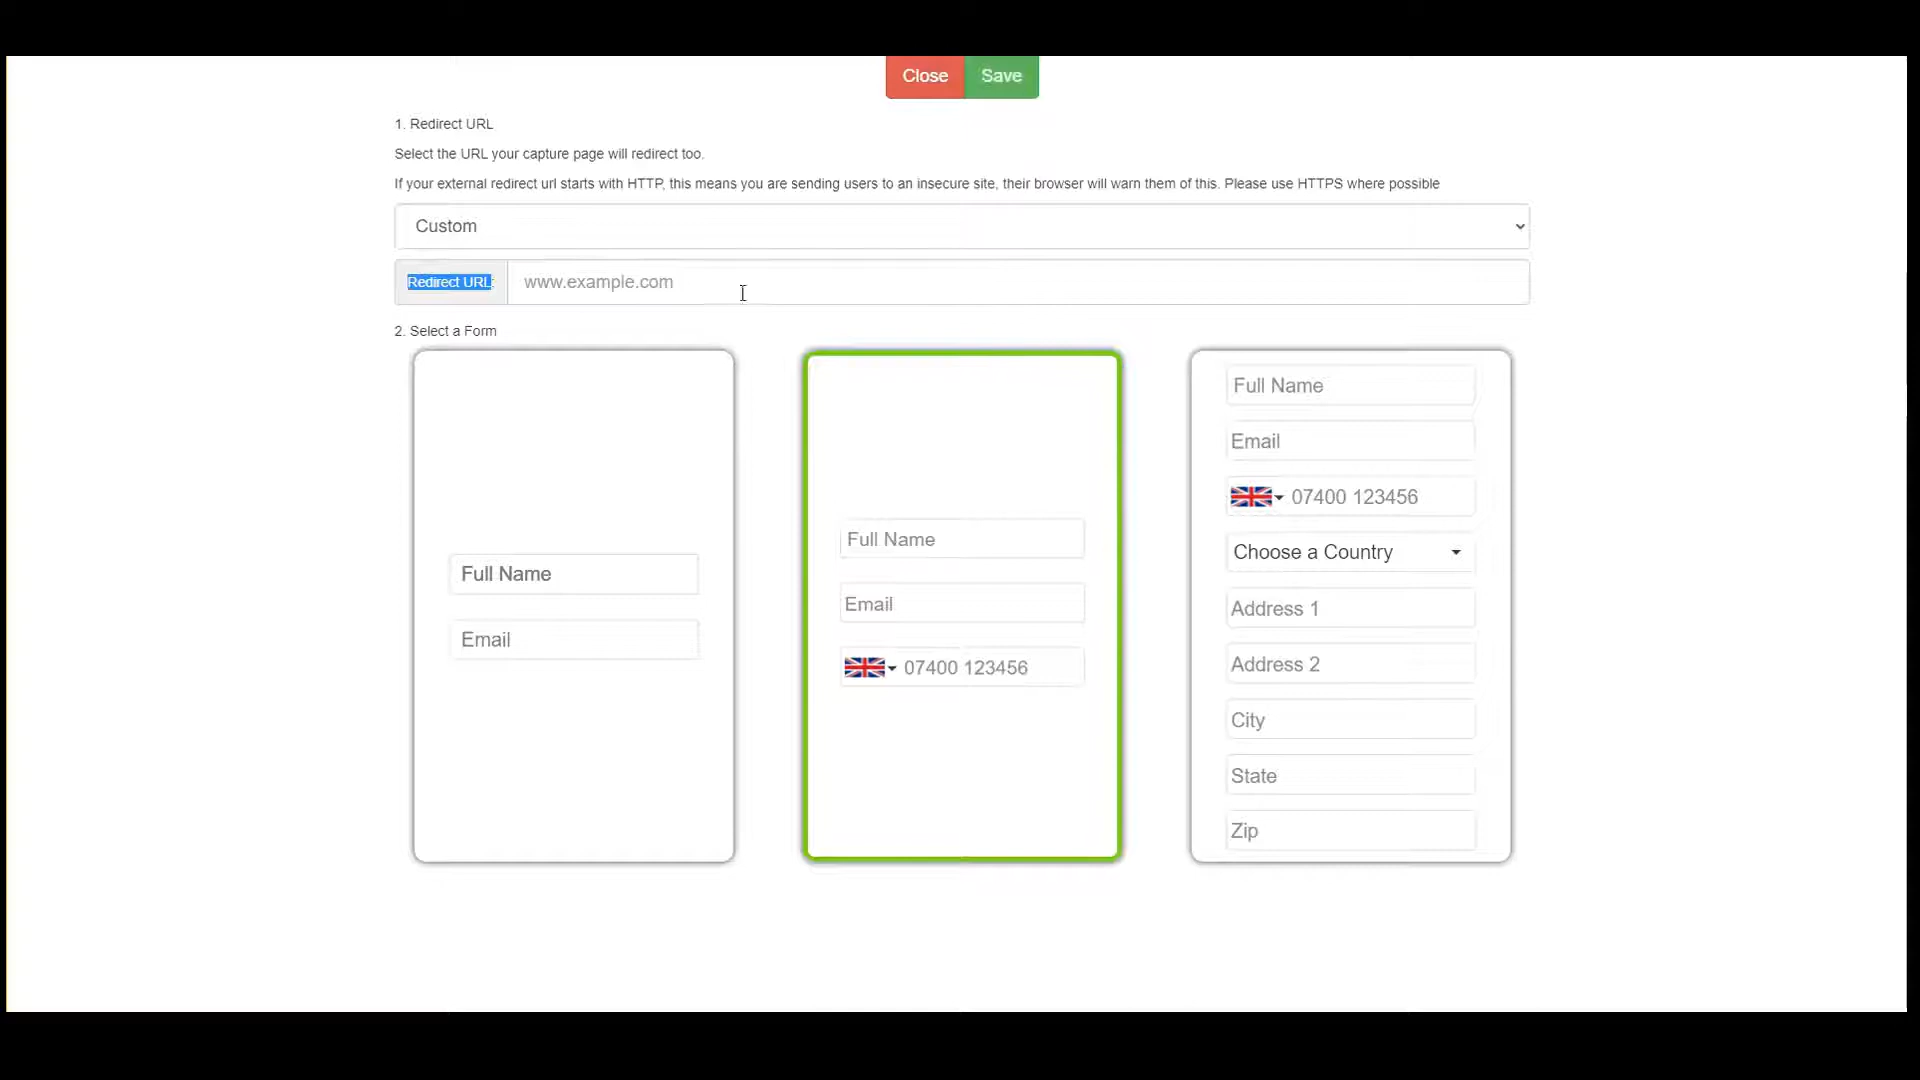 Close Save
1. Redirect URL
Select the URL your capture page will redirect too.
If your external redirect url starts with HTTP, this means you are sending users to an insecure site, their browser will warn them of this. Please use HTTPS where possible
Custom
Redirect URL: www.example.com
2. Select a Form
Full Name
Email
Full Name
Email
07400 123456
Full Name
Email
07400 123456
Choose a Country
Address 1
Address 2
City
State
Zip